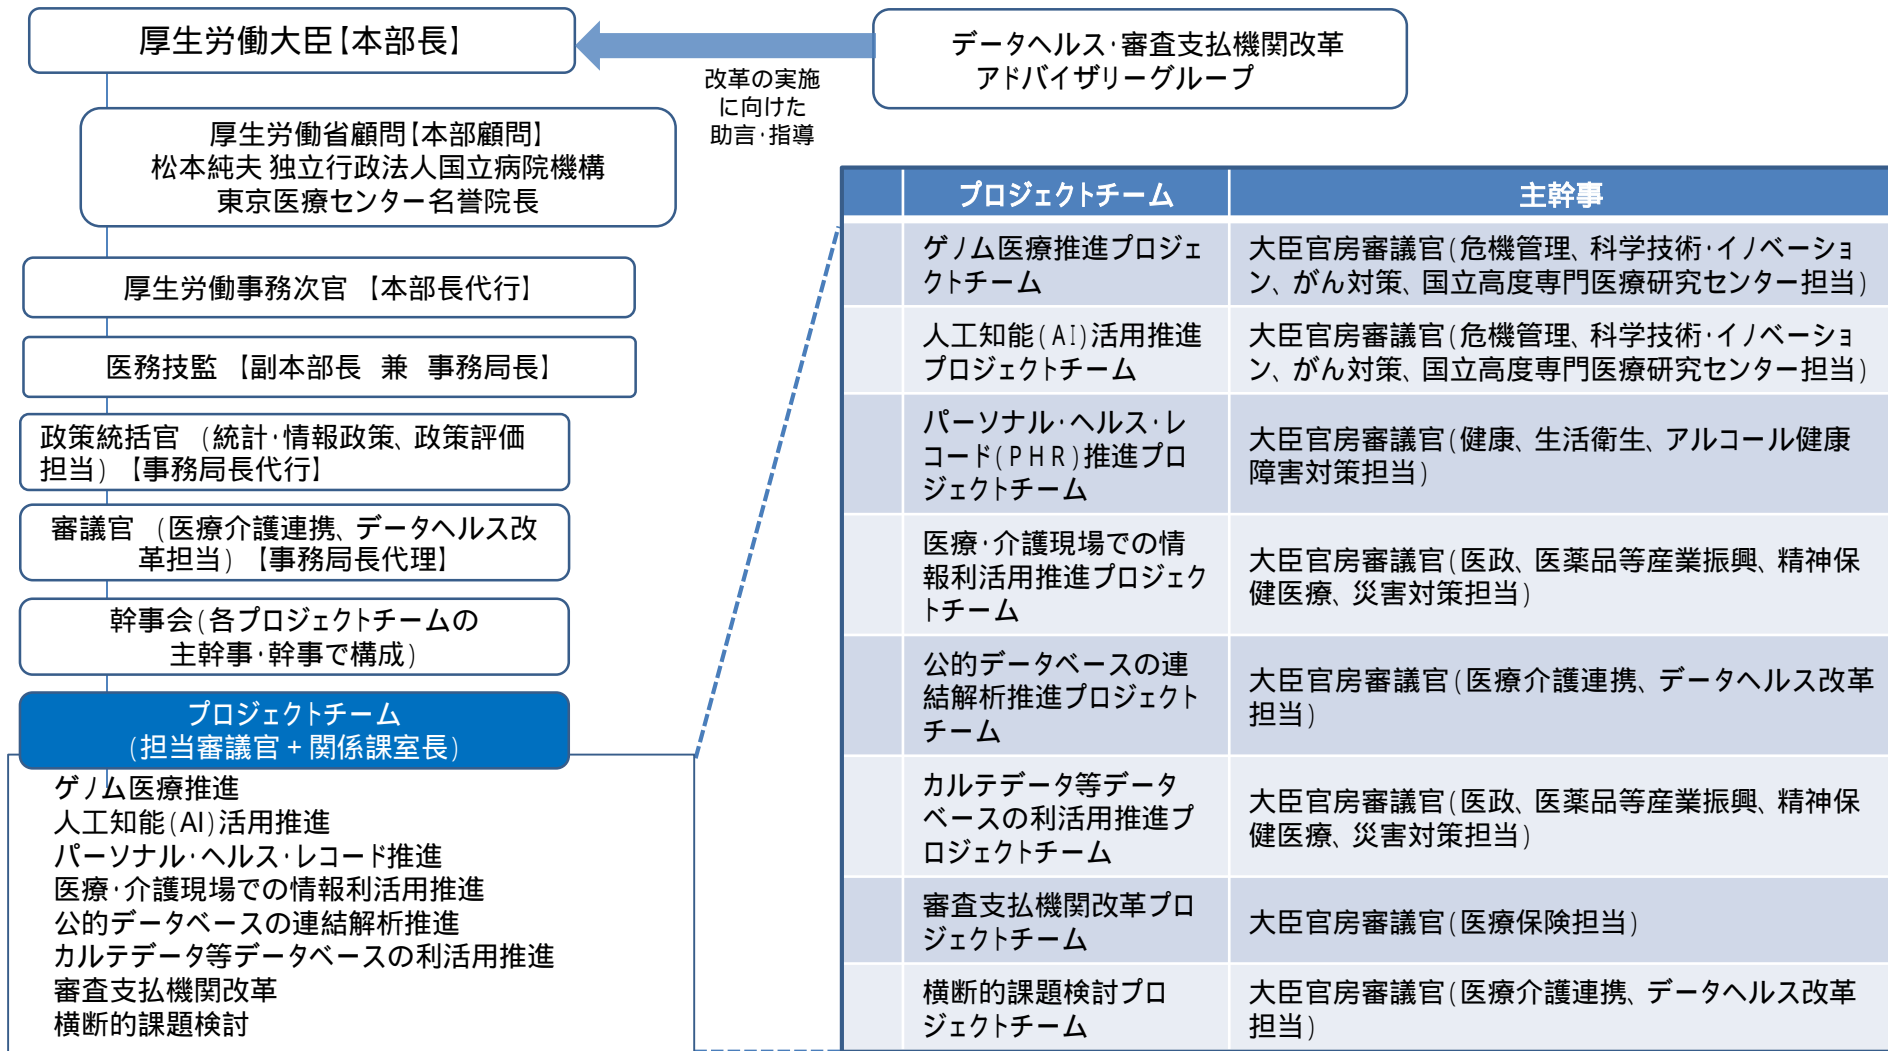 厚生労働大臣【本部長】
データヘルス・審査支払機関改革
アドバイザリーグループ
改革の実施
に向けた
助言・指導
厚生労働省顧問【本部顧問】
松本純夫 独立行政法人国立病院機構
東京医療センター名誉院長
厚生労働事務次官 【本部長代行】
医務技監 【副本部長 兼 事務局長】
政策統括官 (統計・情報政策、政策評価
担当) 【事務局長代行】
審議官 (医療介護連携、データヘルス改
革担当) 【事務局長代理】
幹事会(各プロジェクトチームの
主幹事・幹事で構成)
プロジェクトチーム
(担当審議官+関係課室長)
ゲノム医療推進
人工知能(AI)活用推進
パーソナル・ヘルス・レコード推進
医療・介護現場での情報利活用推進
公的データベースの連結解析推進
カルテデータ等データベースの利活用推進
審査支払機関改革
横断的課題検討
プロジェクトチーム
主幹事
ゲノム医療推進プロジェ
クトチーム
大臣官房審議官(危機管理、科学技術・イノベーショ
ン、がん対策、国立高度専門医療研究センター担当)
人工知能(AI)活用推進
プロジェクトチーム
大臣官房審議官(危機管理、科学技術・イノベーショ
ン、がん対策、国立高度専門医療研究センター担当)
パーソナル・ヘルス・レ
コード(PHR)推進プロ
ジェクトチーム
大臣官房審議官(健康、生活衛生、アルコール健康
障害対策担当)
医療・介護現場での情
報利活用推進プロジェク
トチーム
大臣官房審議官(医政、医薬品等産業振興、精神保
健医療、災害対策担当)
公的データベースの連
結解析推進プロジェクト
チーム
大臣官房審議官(医療介護連携、データヘルス改革
担当)
カルテデータ等データ
ベースの利活用推進プ
ロジェクトチーム
大臣官房審議官(医政、医薬品等産業振興、精神保
健医療、災害対策担当)
審査支払機関改革プロ
ジェクトチーム
大臣官房審議官(医療保険担当)
横断的課題検討プロ
ジェクトチーム
大臣官房審議官(医療介護連携、データヘルス改革
担当)